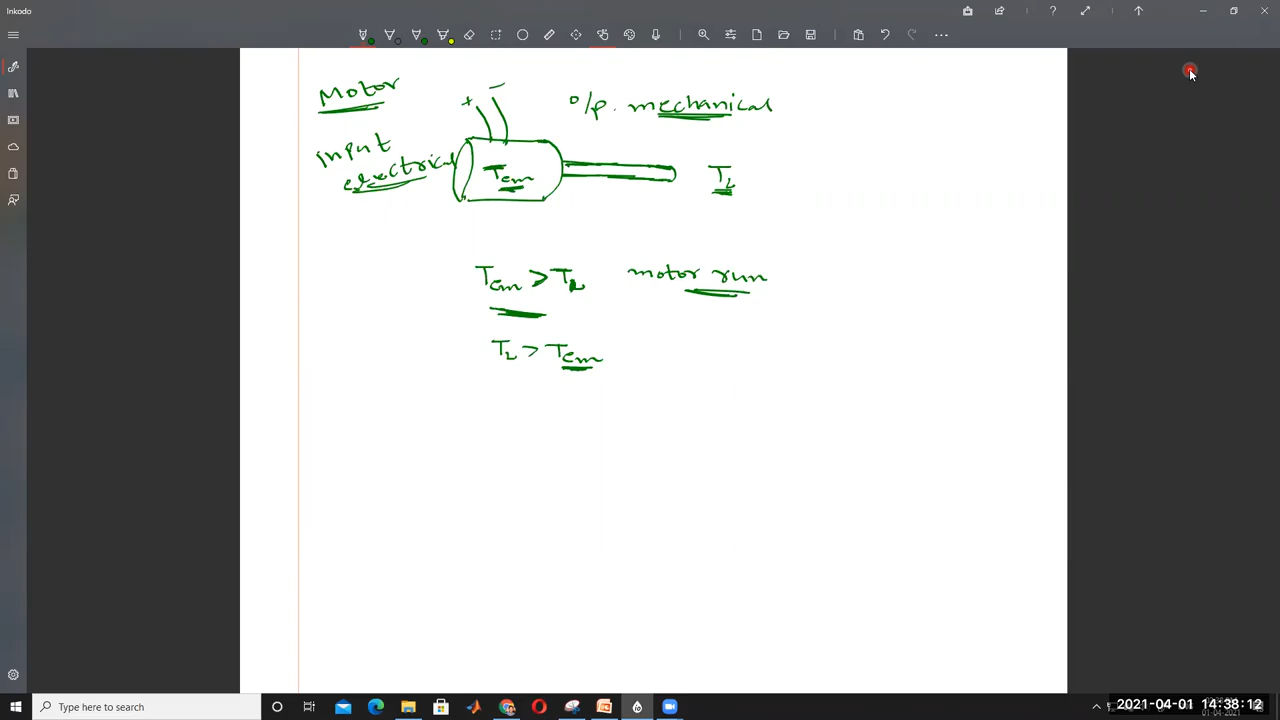 Inkodo
Motor
+ −
o/p. mechanical
Input
electrical
Tem
TL
Tem > TL motor run
TL > Tem
Type here to search
2021-04-01 14:38:12